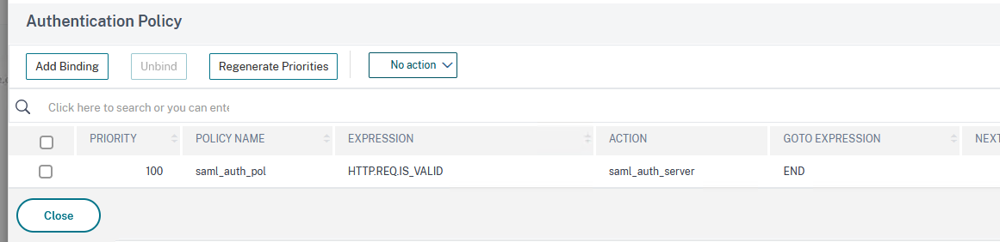 Authentication Policy
Add Binding Unbind Regenerate Priorities No action
Click here to search or you can ente
PRIORITY POLICY NAME EXPRESSION ACTION GOTO EXPRESSION NEXT
100 saml_auth_pol HTTP.REQ.IS_VALID saml_auth_server END
Close